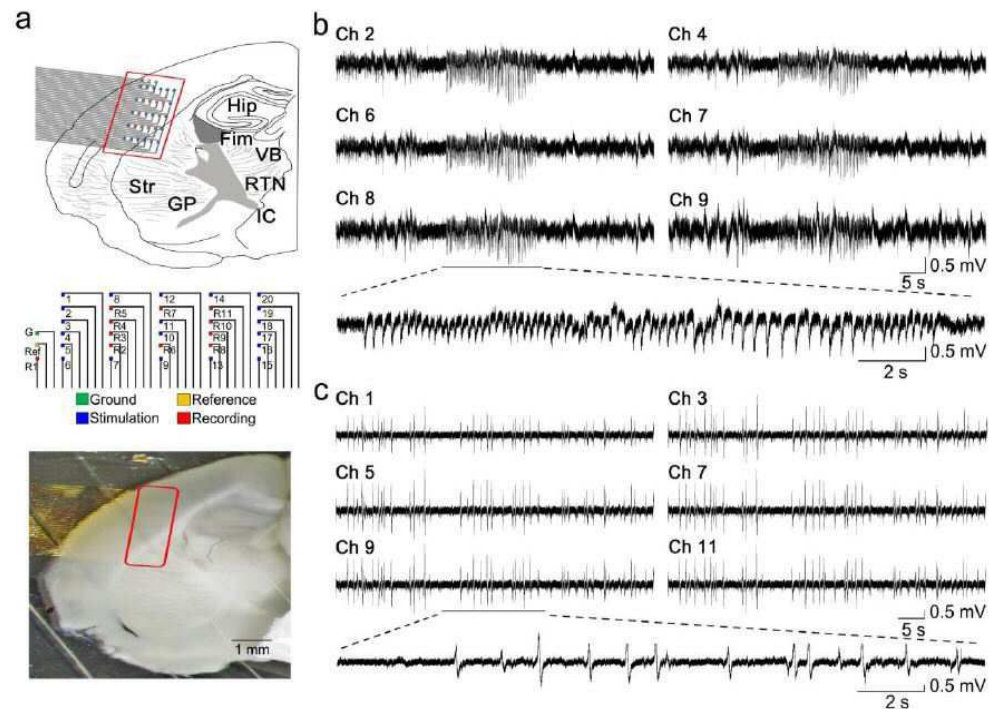 a
Hip
Fim
VB
Str
RTN
GP
IC
1 8 12 14 20
2 R5 R7 R11 19
3 R4 11 R10 18
G 4 R3 10 R9 17
Ref 5 R2 R6 R8 16
R1 6 7 9 13 15
Ground Reference
Stimulation Recording
1 mm
b
Ch 2 Ch 4
Ch 6 Ch 7
Ch 8 Ch 9
0.5 mV
5 s
0.5 mV
2 s
c
Ch 1 Ch 3
Ch 5 Ch 7
Ch 9 Ch 11
0.5 mV
5 s
0.5 mV
2 s